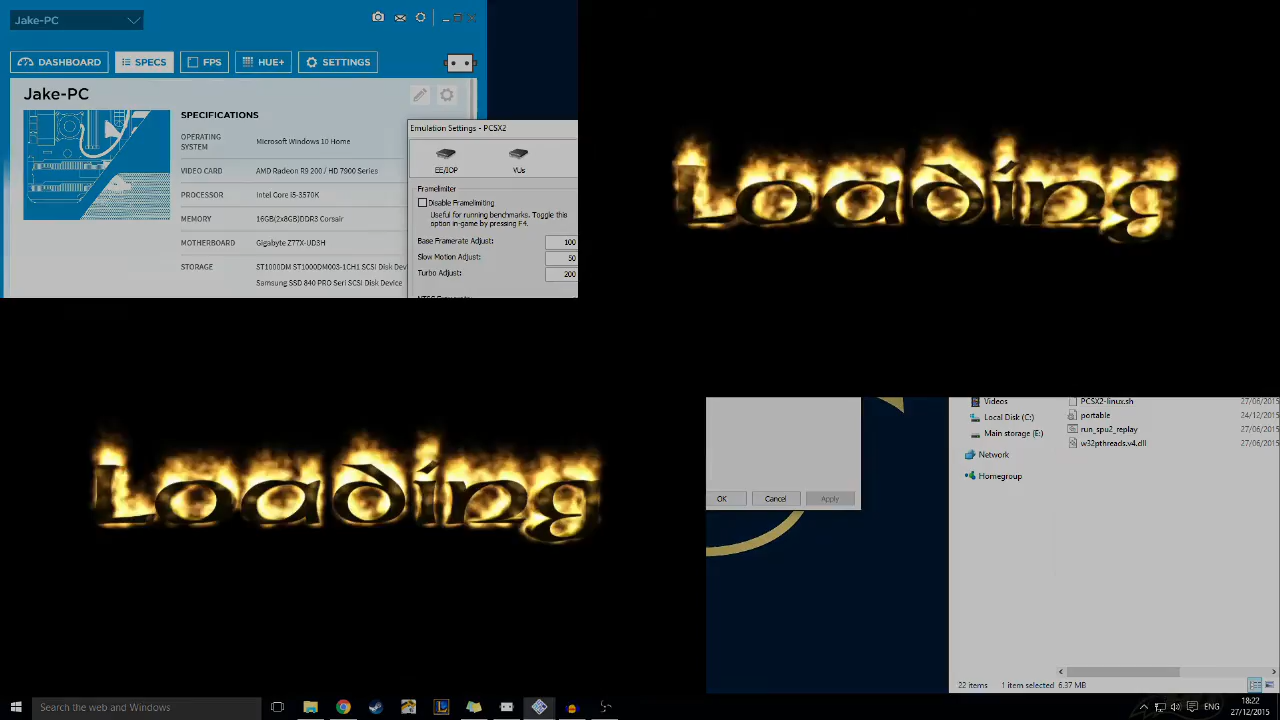 Jake-PC
DASHBOARD
SPECS
FPS
HUE+
SETTINGS
Jake-PC
SPECIFICATIONS
OPERATING SYSTEM
Microsoft Windows 10 Home
VIDEO CARD
AMD Radeon R9 200 / HD 7900 Series
PROCESSOR
Intel Core i5-3570K
MEMORY
16GB(2x8GB)DDR3 Corsair
MOTHERBOARD
Gigabyte Z77X-UD3H
STORAGE
ST1000DM ST1000DM003-1CH1 SCSI Disk Devi
Samsung SSD 840 PRO Seri SCSI Disk Device
Emulation Settings - PCSX2
EE/IOP
VUs
Framelimiter
Disable Framelimiting
Useful for running benchmarks. Toggle this
option in-game by pressing F4.
Base Framerate Adjust:
100
Slow Motion Adjust:
50
Turbo Adjust:
200
Loading
Loading
OK
Cancel
Apply
Videos
Local Disk (C:)
Main storage (E:)
Network
Homegroup
PCSX2-linux.sh
27/06/2015
portable
24/12/2015
run_spu2_replay
27/06/2015
w32pthreads.v4.dll
27/06/2015
22 items
1 item selected 6.37 MB
Search the web and Windows
ENG
18:22
27/12/2015